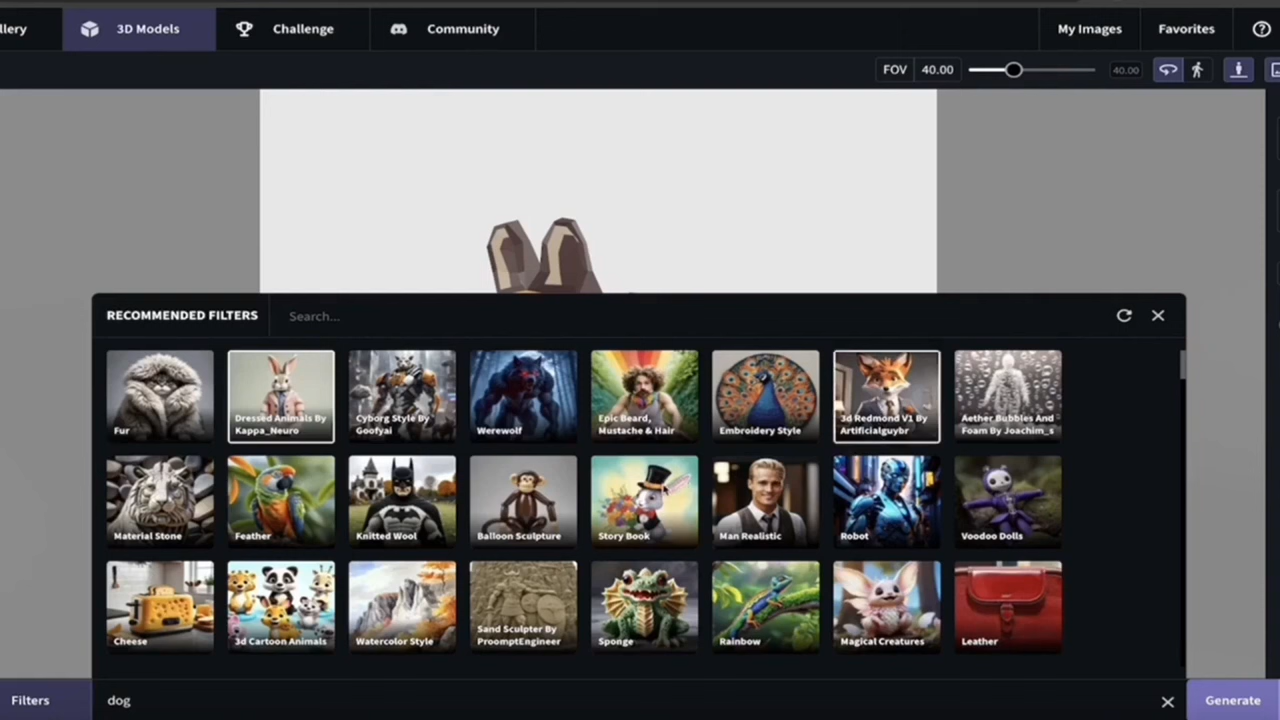 llery
3D Models
Challenge
Community
My Images
Favorites
FOV 40.00 40.00
RECOMMENDED FILTERS
Search...
Fur
Dressed Animals By
Kappa_Neuro
Cyborg Style By
Goofyai
Werewolf
Epic Beard,
Mustache & Hair
Embroidery Style
3d Redmond V1 By
Artificialguybr
Aether Bubbles And
Foam By Joachim_s
Material Stone
Feather
Knitted Wool
Balloon Sculpture
Story Book
Man Realistic
Robot
Voodoo Dolls
Cheese
3d Cartoon Animals
Watercolor Style
Sand Sculpter By
ProomptEngineer
Sponge
Rainbow
Magical Creatures
Leather
Filters
dog
Generate